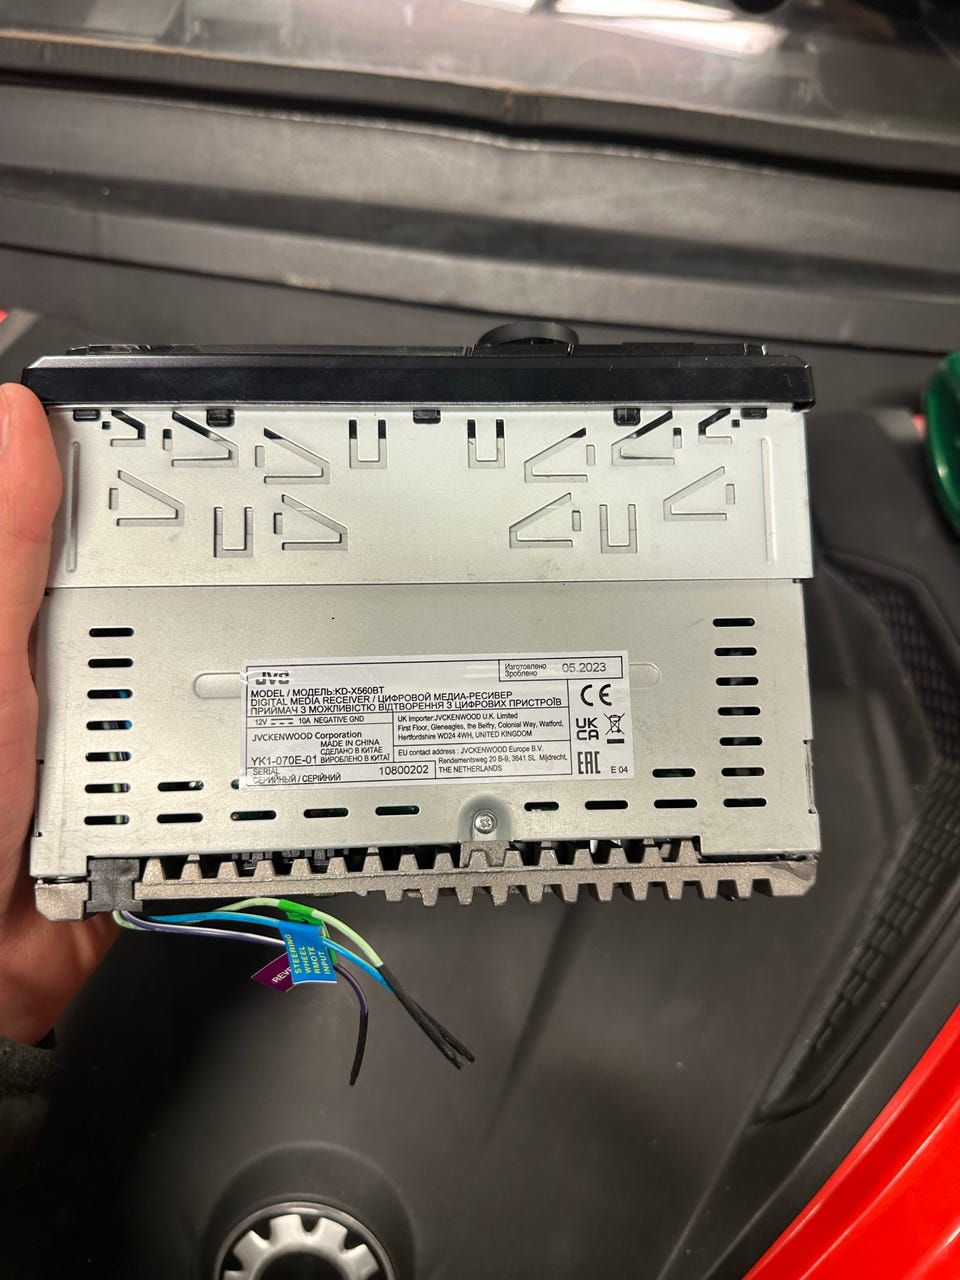 JVC
Изготовлено
Зроблено
05.2023
MODEL / МОДЕЛЬ:KD-X560BT
DIGITAL MEDIA RECEIVER / ЦИФРОВОЙ МЕДИА-РЕСИВЕР
ПРИЙМАЧ З МОЖЛИВІСТЮ ВІДТВОРЕННЯ З ЦИФРОВИХ ПРИСТРОЇВ
12V 10A NEGATIVE GND
JVCKENWOOD Corporation
MADE IN CHINA
СДЕЛАНО В КИТАЕ
YK1-070E-01 ВИРОБЛЕНО В КИТАЇ
SERIAL
СЕРИЙНЫЙ / СЕРІЙНИЙ
10800202
UK Importer:JVCKENWOOD U.K. Limited
First Floor, Gleneagles, the Belfry, Colonial Way, Watford,
Hertfordshire WD24 4WH, UNITED KINGDOM
EU contact address : JVCKENWOOD Europe B.V.
Rendementsweg 20 B-9, 3641 SL Mijdrecht,
THE NETHERLANDS
CE
UK
CA
EAC
E 04
STEERING
WHEEL
RMOTE
INPUT